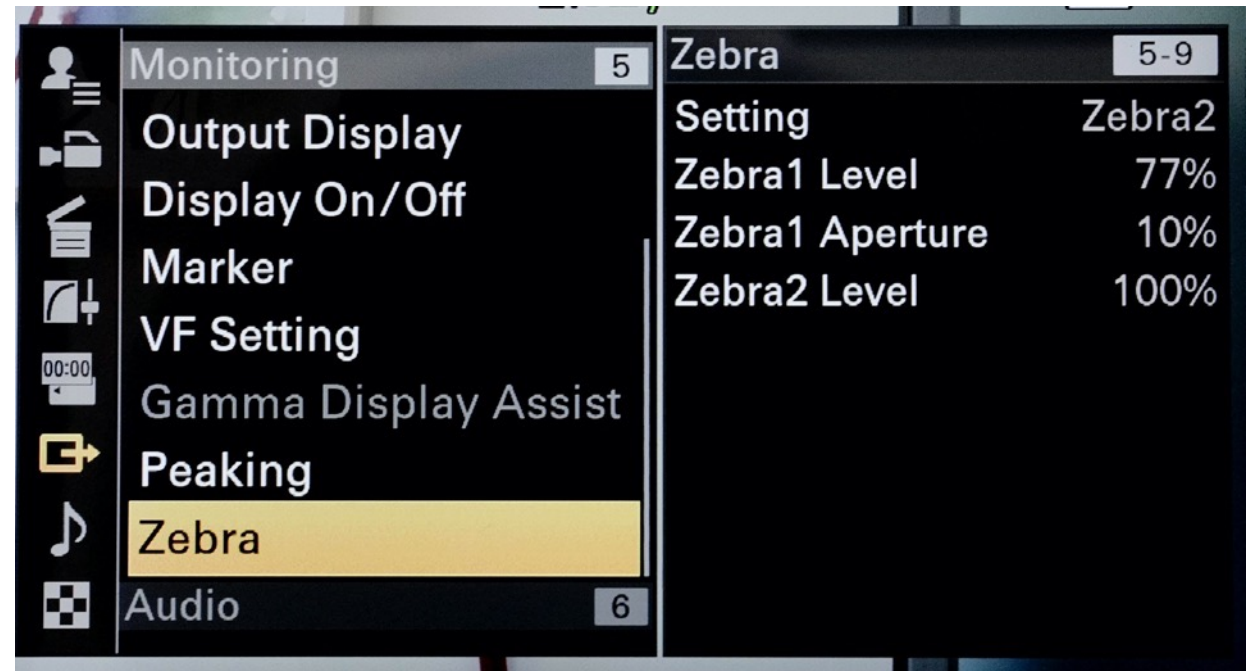 Monitoring 5
Output Display
Display On/Off
Marker
VF Setting
Gamma Display Assist
Peaking
Zebra
Audio 6
00:00
Zebra 5-9
Setting Zebra2
Zebra1 Level 77%
Zebra1 Aperture 10%
Zebra2 Level 100%